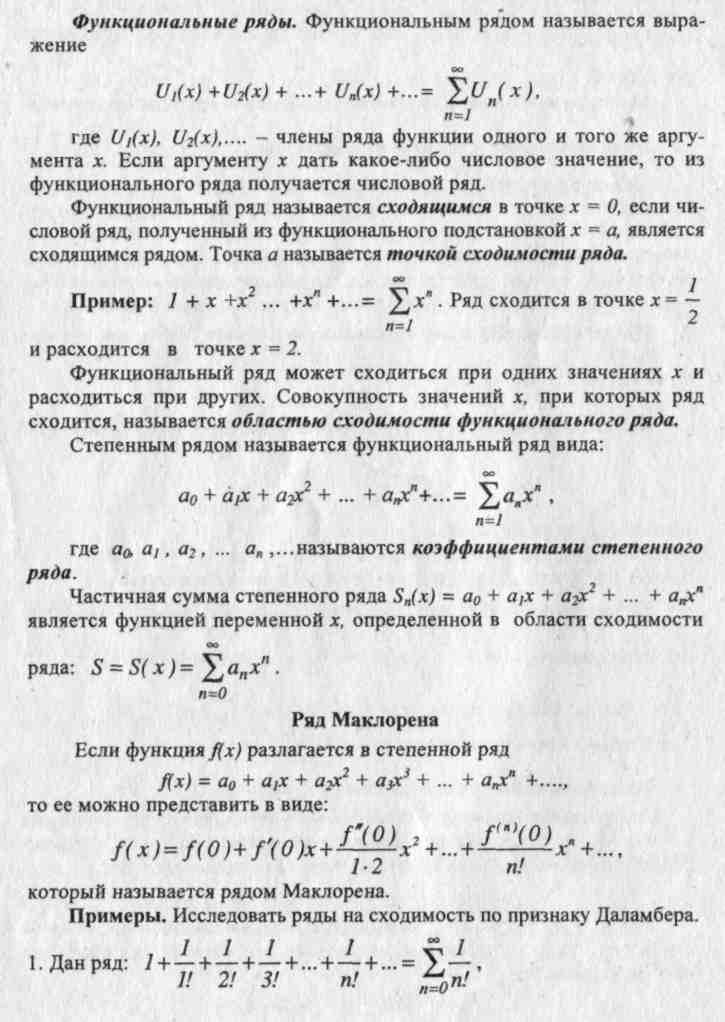 Функциональные ряды. Функциональным рядом называется выра-
жение
U₁(x) +U₂(x) + ...+ Uₙ(x) +...= ∑_{n=1}^{∞} Uₙ(x),
где U₁(x), U₂(x),.... – члены ряда функции одного и того же аргу-
мента x. Если аргументу x дать какое-либо числовое значение, то из
функционального ряда получается числовой ряд.
Функциональный ряд называется сходящимся в точке x = 0, если чи-
словой ряд, полученный из функционального подстановкой x = a, является
сходящимся рядом. Точка a называется точкой сходимости ряда.
Пример: 1 + x +x² ... +xⁿ +...= ∑_{n=1}^{∞} xⁿ . Ряд сходится в точке x = 1/2
и расходится в точке x = 2.
Функциональный ряд может сходиться при одних значениях x и
расходиться при других. Совокупность значений x, при которых ряд
сходится, называется областью сходимости функционального ряда.
Степенным рядом называется функциональный ряд вида:
a₀ + a₁x + a₂x² + ... + aₙxⁿ+...= ∑_{n=1}^{∞} aₙxⁿ ,
где a₀, a₁ , a₂ , ... aₙ ,...называются коэффициентами степенного
ряда.
Частичная сумма степенного ряда Sₙ(x) = a₀ + a₁x + a₂x² + ... + aₙxⁿ
является функцией переменной x, определенной в области сходимости
ряда: S = S(x)= ∑_{n=0}^{∞} aₙxⁿ .
Ряд Маклорена
Если функция f(x) разлагается в степенной ряд
f(x) = a₀ + a₁x + a₂x² + a₃x³ + ... + aₙxⁿ +....,
то ее можно представить в виде:
f(x)= f(0)+ f′(0)x+ f″(0)/1·2 x² +...+ f⁽ⁿ⁾(0)/n! xⁿ +...,
который называется рядом Маклорена.
Примеры. Исследовать ряды на сходимость по признаку Даламбера.
1. Дан ряд: 1+ 1/1! + 1/2! + 1/3! +...+ 1/n! +...= ∑_{n=0}^{∞} 1/n! ,